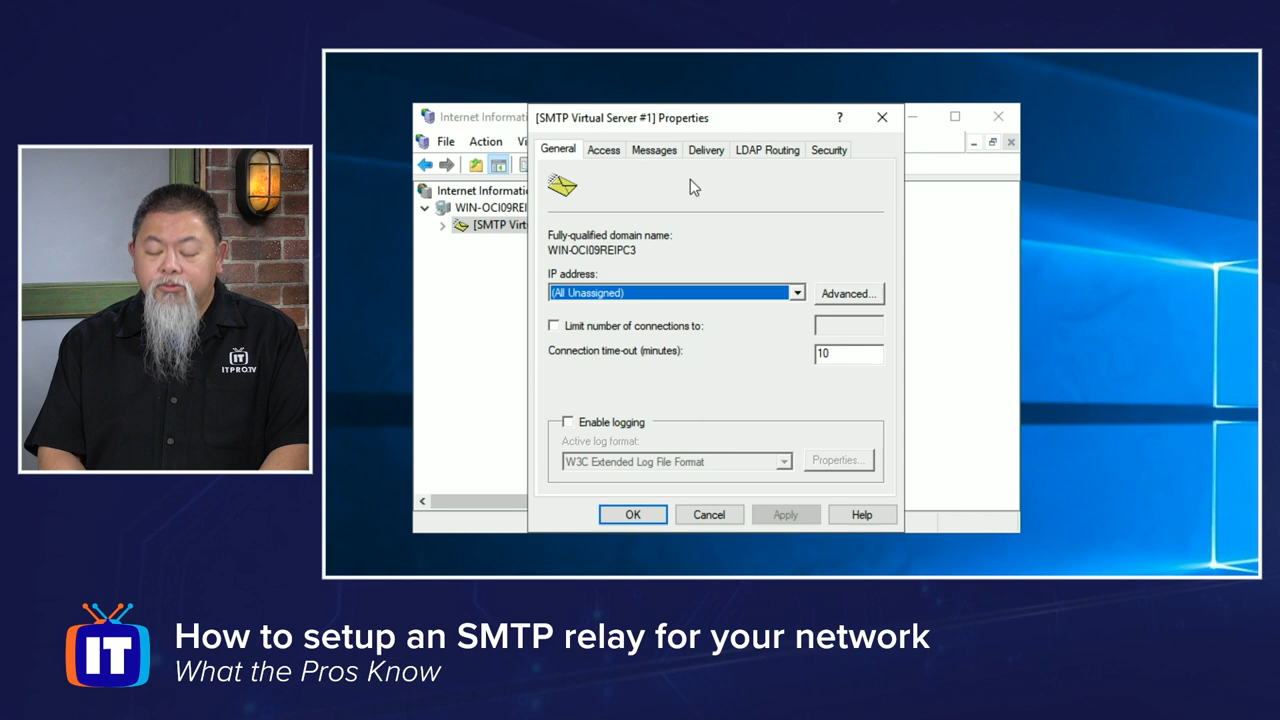 Internet Informati
[SMTP Virtual Server #1] Properties
?
File
Action
Vi
General
Access
Messages
Delivery
LDAP Routing
Security
Internet Informati
WIN-OCI09REI
[SMTP Virt
Fully-qualified domain name:
WIN-OCI09REIPC3
IP address:
(All Unassigned)
Advanced...
Limit number of connections to:
Connection time-out (minutes):
10
Enable logging
Active log format:
W3C Extended Log File Format
Properties...
OK
Cancel
Apply
Help
IT
ITPRO.TV
IT
How to setup an SMTP relay for your network
What the Pros Know